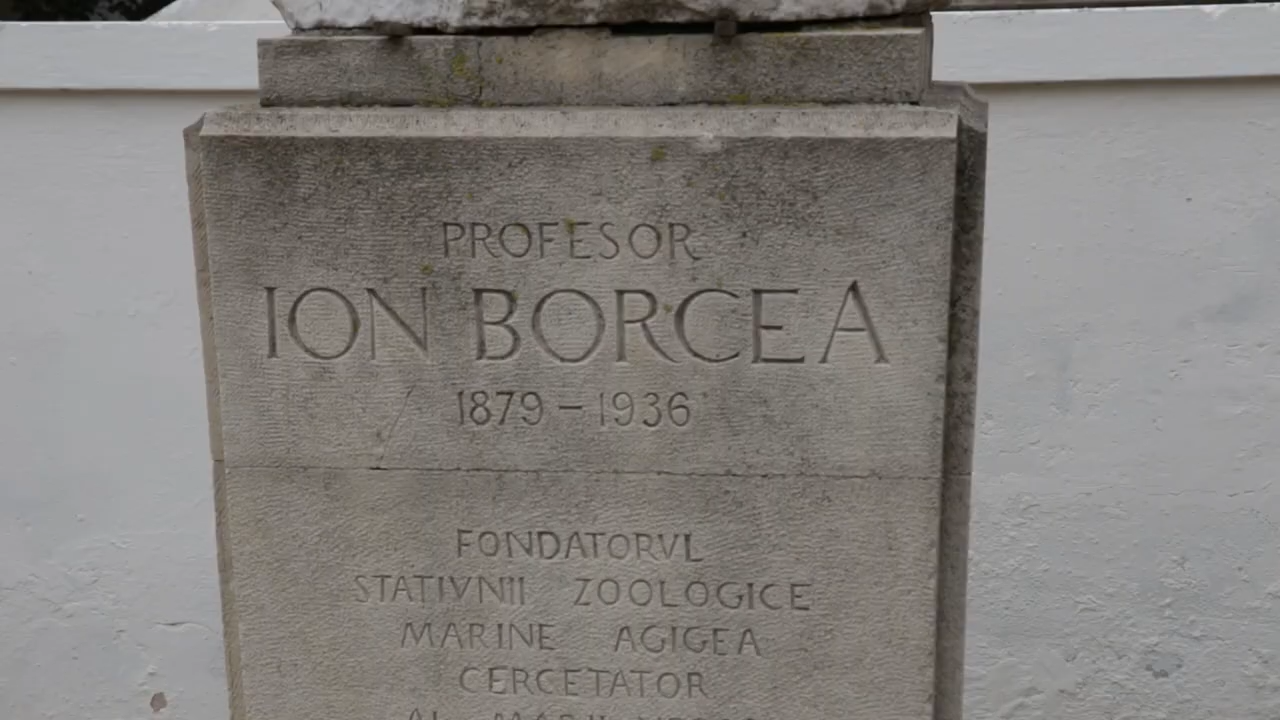 PROFESOR
ION BORCEA
1879 – 1936
FONDATORVL
STATIVNII ZOOLOGICE
MARINE AGIGEA
CERCETATOR